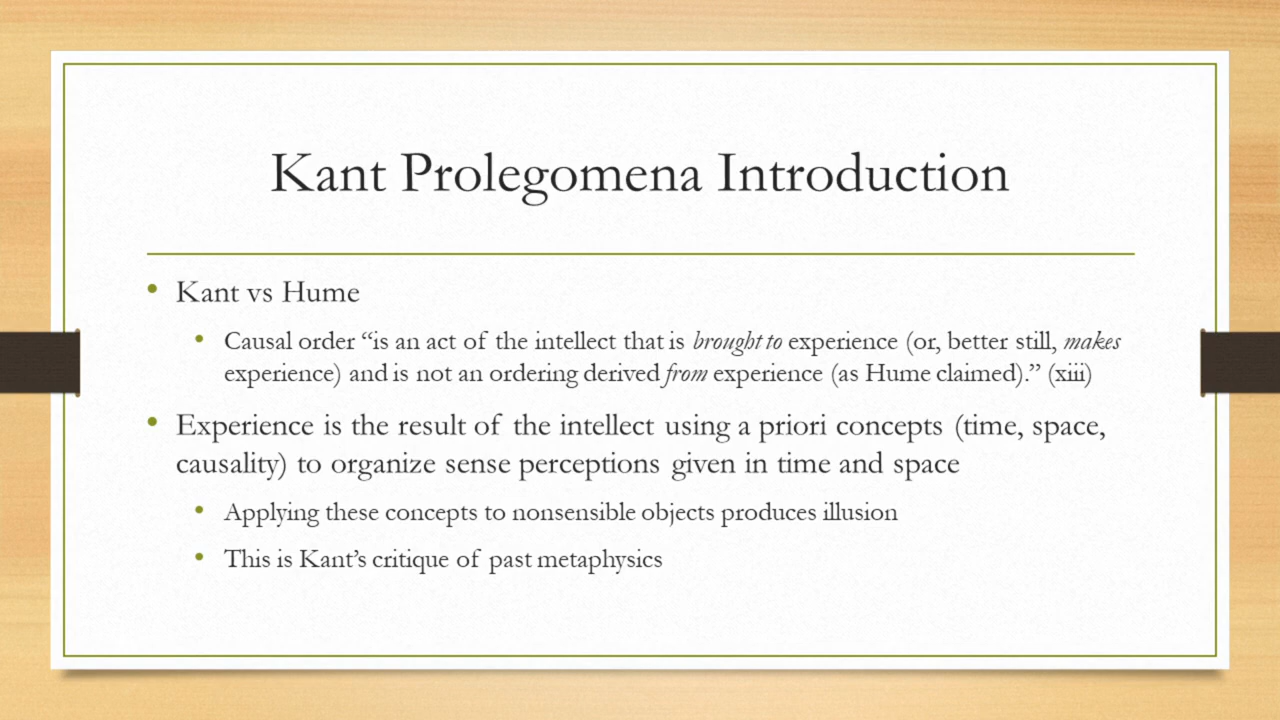 Kant Prolegomena Introduction
• Kant vs Hume
• Causal order “is an act of the intellect that is brought to experience (or, better still, makes
experience) and is not an ordering derived from experience (as Hume claimed).” (xiii)
• Experience is the result of the intellect using a priori concepts (time, space,
causality) to organize sense perceptions given in time and space
• Applying these concepts to nonsensible objects produces illusion
• This is Kant’s critique of past metaphysics